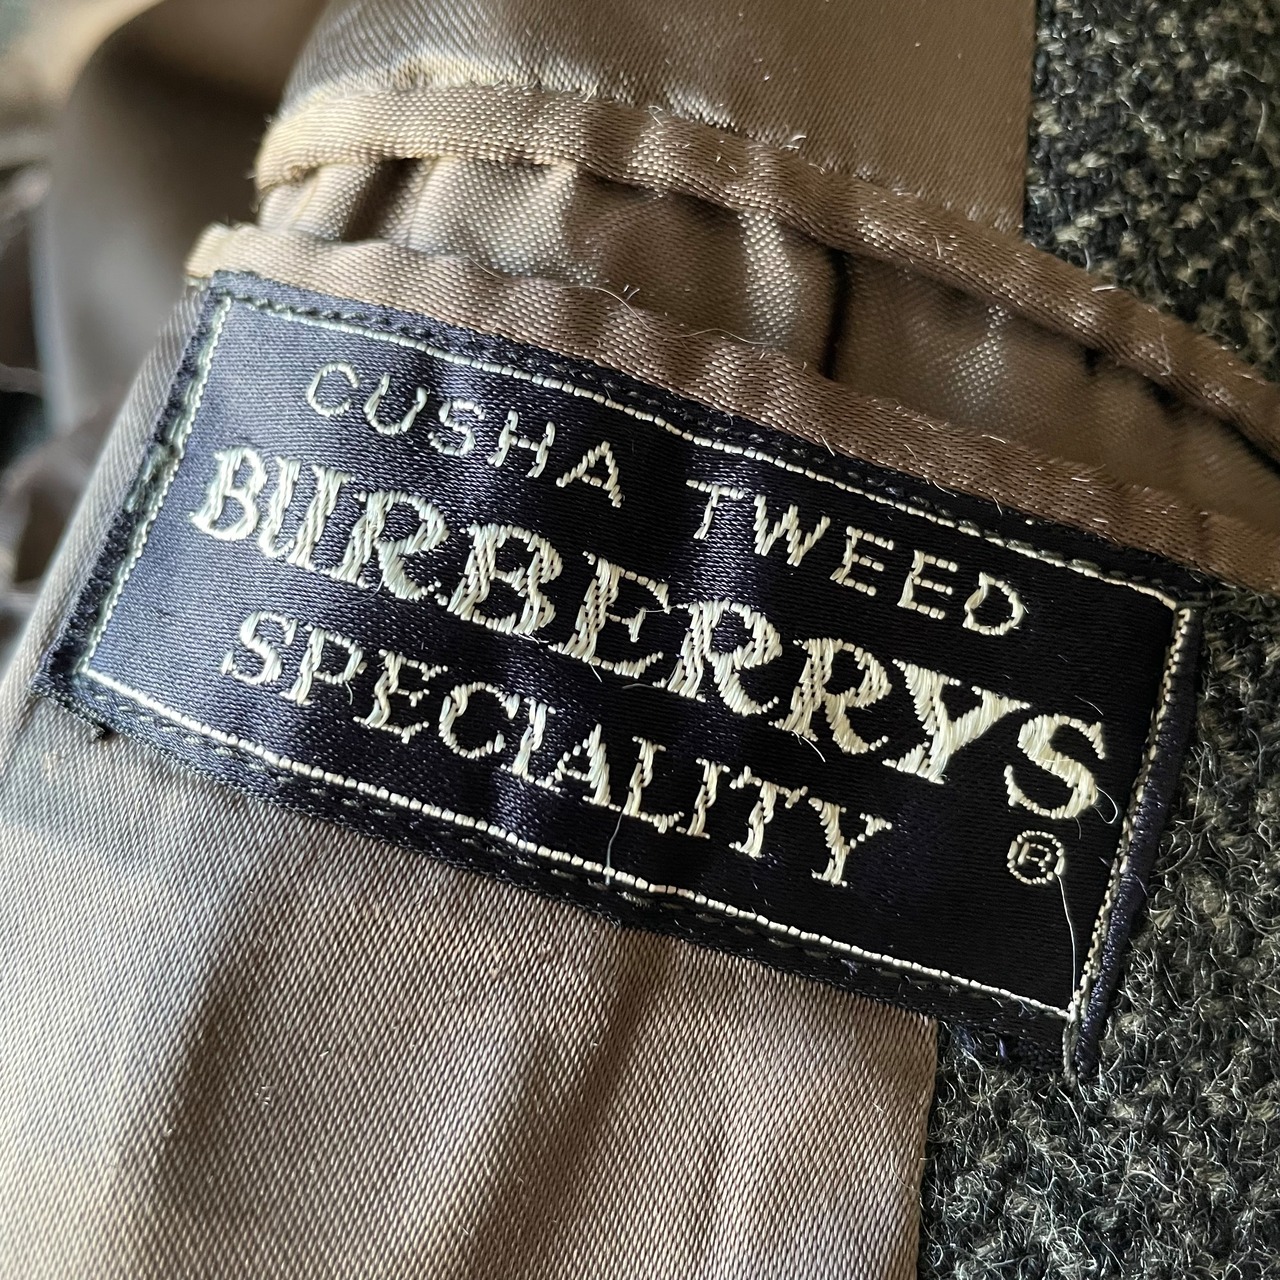 CUSHA TWEED
BURBERRYS
SPECIALITY
®